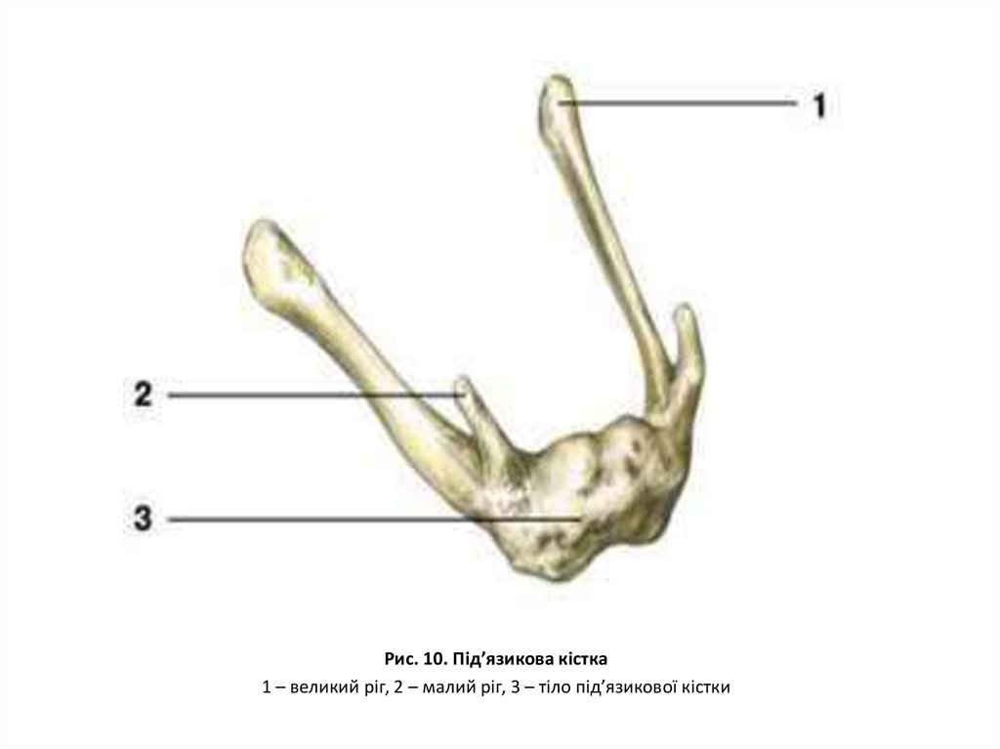 1
2
3
Рис. 10. Під’язикова кістка
1 – великий ріг, 2 – малий ріг, 3 – тіло під’язикової кістки